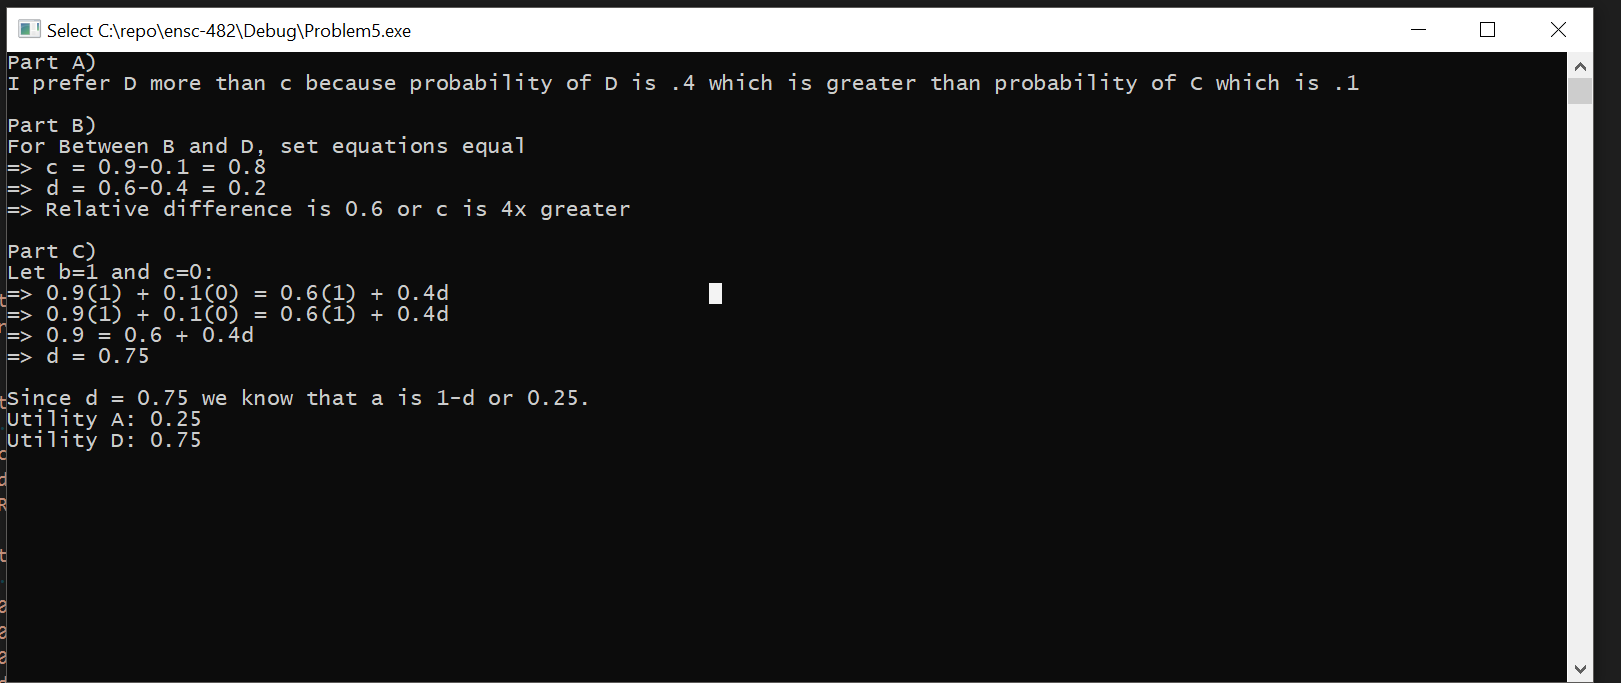 Select C:\repo\ensc-482\Debug\Problem5.exe
Part A)
I prefer D more than c because probability of D is .4 which is greater than probability of C which is .1
Part B)
For Between B and D, set equations equal
=> c = 0.9-0.1 = 0.8
=> d = 0.6-0.4 = 0.2
=> Relative difference is 0.6 or c is 4x greater
Part C)
Let b=1 and c=0:
=> 0.9(1) + 0.1(0) = 0.6(1) + 0.4d
=> 0.9(1) + 0.1(0) = 0.6(1) + 0.4d
=> 0.9 = 0.6 + 0.4d
=> d = 0.75
Since d = 0.75 we know that a is 1-d or 0.25.
Utility A: 0.25
Utility D: 0.75